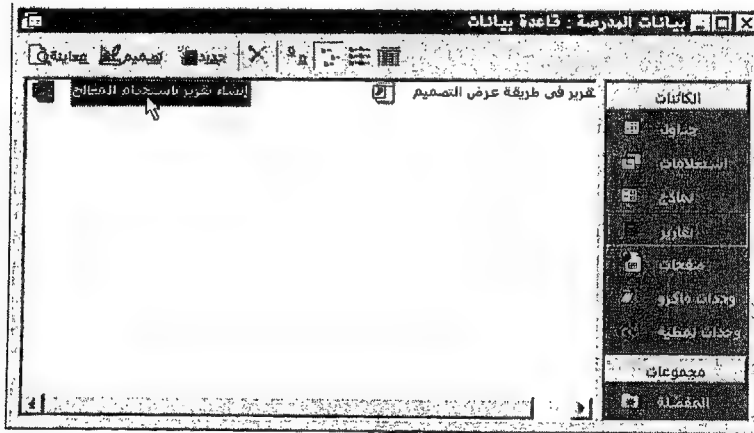 بيانات المدرسة : قاعدة بيانات
معاينة تصميم جديد
الكائنات
جداول
استعلامات
نماذج
تقارير
صفحات
وحدات ماكرو
وحدات نمطية
مجموعات
المفضلة
تقرير في طريقة عرض التصميم
إنشاء تقرير باستخدام المعالج